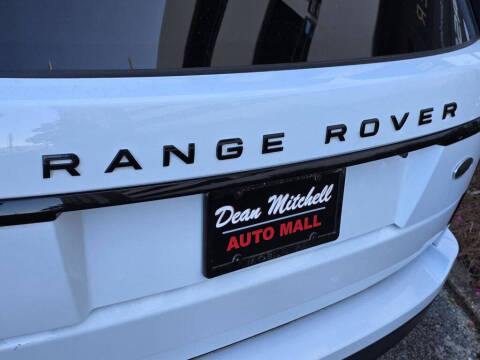 RANGE ROVER
Dean Mitchell
AUTO MALL